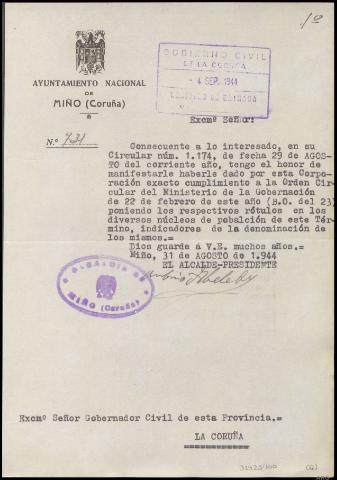 1º
AYUNTAMIENTO NACIONAL
DE
MIÑO (Coruña)
GOBIERNO CIVIL
DE LA CORUÑA
- 4 SEP. 1944
Excmº Señor:
N.º 731
Consecuente a lo interesado, en su
Circular núm. 1.174, de fecha 29 de AGOS-
TO del corriente año, tengo el honor de
manifestarle haberle dado por esta Corpo-
ración exacto cumplimiento a la Orden Cir-
cular del Ministerio de la Gobernación
de 22 de febrero de este año (B.O. del 23)
poniendo los respectivos rótulos en los
diversos núcleos de pobalción de este Tér-
mino, indicadores de la denominación de
los mismos.=
Dios guarde a V.E. muchos años.=
Miño, 31 de AGOSTO de 1.944
EL ALCALDE-PRESIDENTE
ALCALDIA DE
MIÑO (Coruña)
Excmº Señor Gobernador Civil de esta Provincia.=
LA CORUÑA